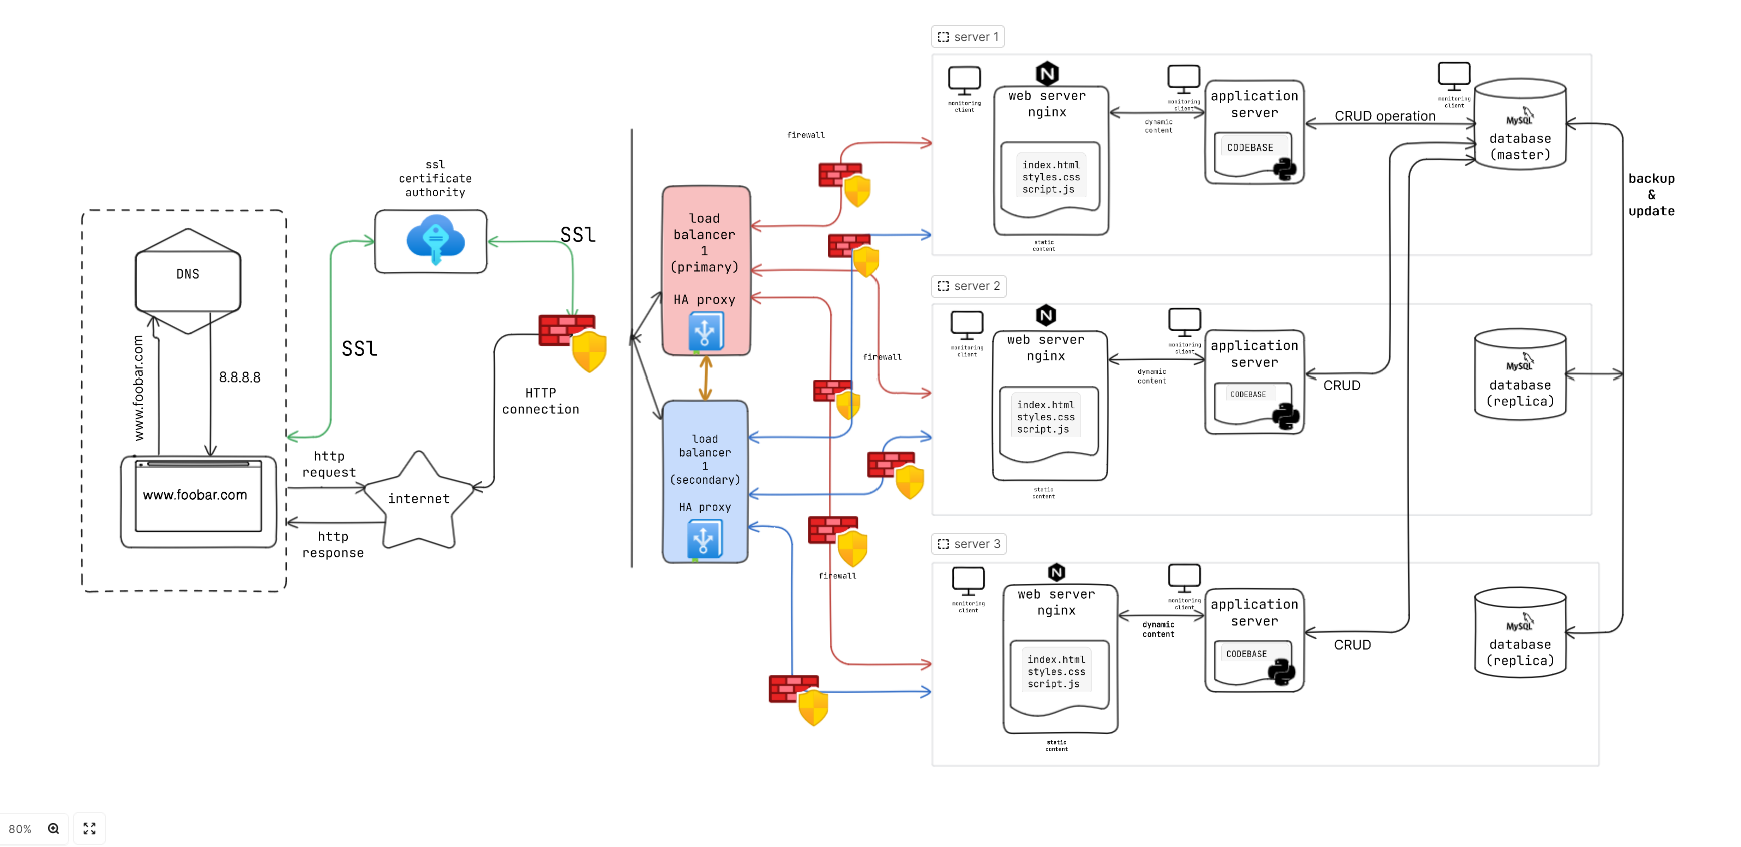 server 1
monitoring
client
web server
nginx
index.html
styles.css
script.js
static
content
dynamic
content
monitoring
client
application
server
CODEBASE
CRUD operation
monitoring
client
MySQL
database
(master)
backup
&
update
firewall
ssl
certificate
authority
SSl
SSl
DNS
www.foobar.com
8.8.8.8
www.foobar.com
http
request
http
response
internet
HTTP
connection
load
balancer
1
(primary)
HA proxy
load
balancer
1
(secondary)
HA proxy
firewall
firewall
server 2
monitoring
client
web server
nginx
index.html
styles.css
script.js
static
content
dynamic
content
monitoring
client
application
server
CODEBASE
CRUD
MySQL
database
(replica)
server 3
monitoring
client
web server
nginx
index.html
styles.css
script.js
static
content
dynamic
content
monitoring
client
application
server
CODEBASE
CRUD
MySQL
database
(replica)
80%